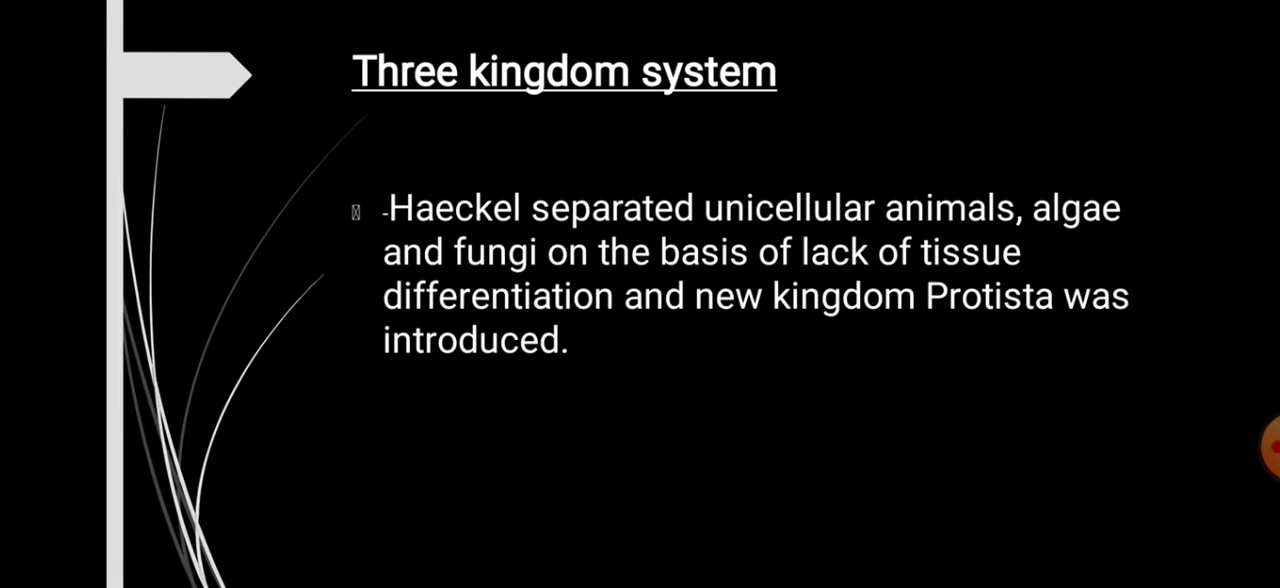 Three kingdom system
-Haeckel separated unicellular animals, algae
and fungi on the basis of lack of tissue
differentiation and new kingdom Protista was
introduced.